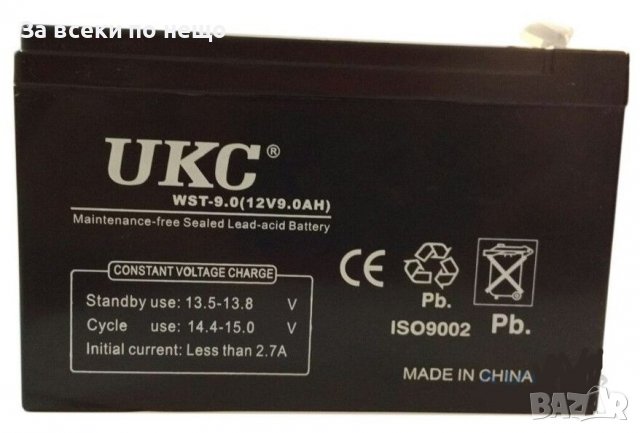 За всеки по нещо
UKC®
WST-9.0(12V9.0AH)
Maintenance-free Sealed Lead-acid Battery
CONSTANT VOLTAGE CHARGE
Standby use: 13.5-13.8 V
Cycle use: 14.4-15.0 V
Initial current: Less than 2.7A
CE
Pb.
ISO9002
Pb.
MADE IN CHINA
BAZAR